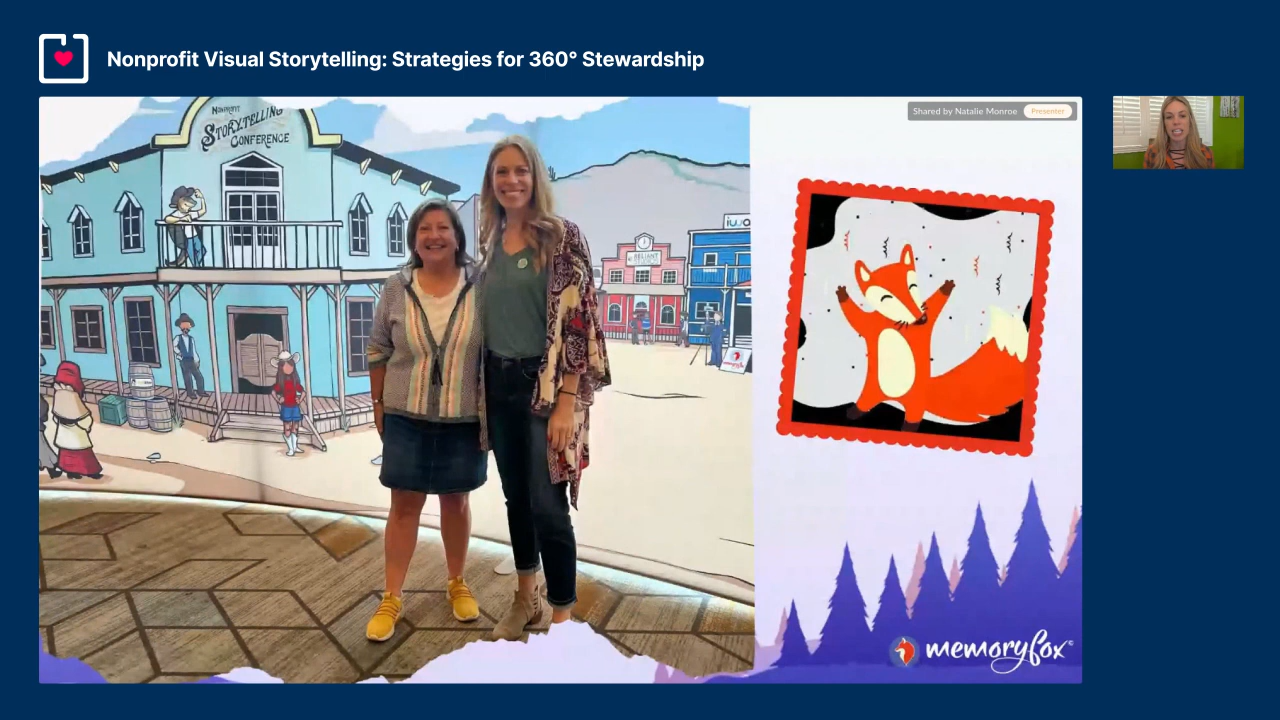 Nonprofit Visual Storytelling: Strategies for 360° Stewardship
Shared by Natalie Monroe
Presenter
NONPROFIT
STORYTELLING
CONFERENCE
memoryfox